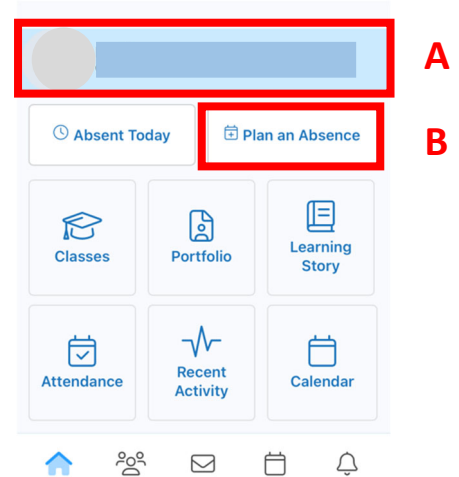 A
Absent Today
Plan an Absence
B
Classes
Portfolio
Learning
Story
Attendance
Recent
Activity
Calendar